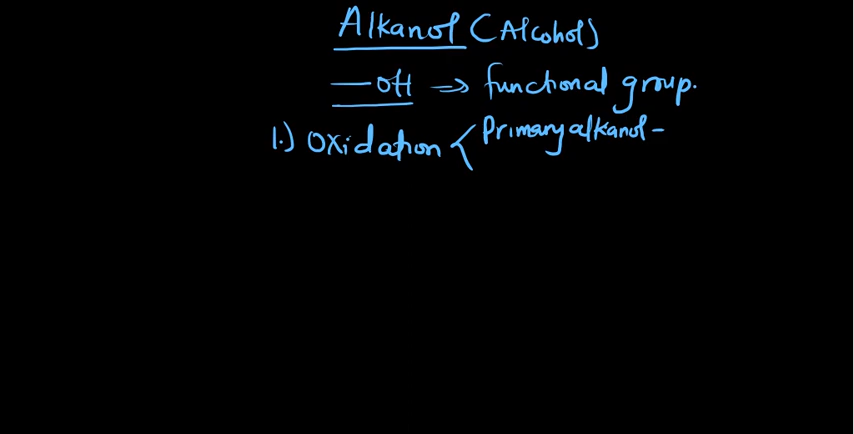 Alkanol (Alcohol)
—OH => functional group.
1.) Oxidation < Primary alkanol -